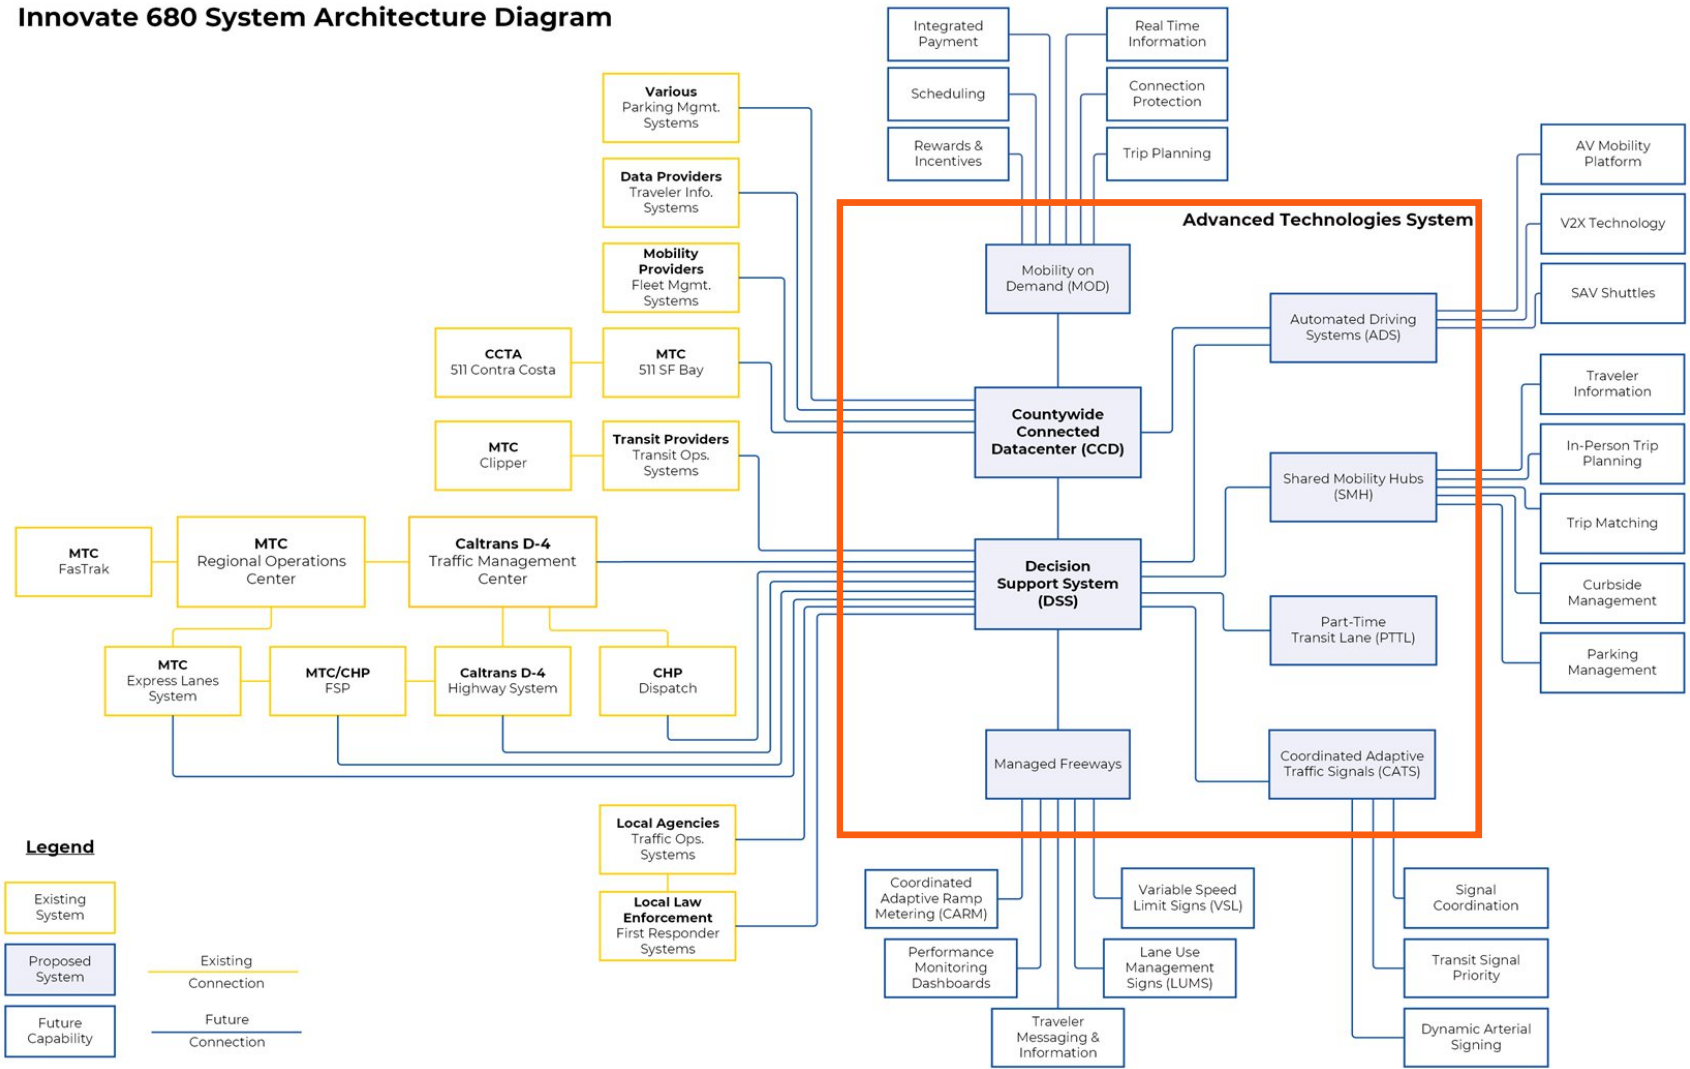 Innovate 680 System Architecture Diagram
Integrated
Payment
Scheduling
Rewards &
Incentives
Real Time
Information
Connection
Protection
Trip Planning
Various
Parking Mgmt.
Systems
Data Providers
Traveler Info.
Systems
Mobility
Providers
Fleet Mgmt.
Systems
CCTA
511 Contra Costa
MTC
511 SF Bay
MTC
Clipper
Transit Providers
Transit Ops.
Systems
MTC
FasTrak
MTC
Regional Operations
Center
Caltrans D-4
Traffic Management
Center
MTC
Express Lanes
System
MTC/CHP
FSP
Caltrans D-4
Highway System
CHP
Dispatch
Local Agencies
Traffic Ops.
Systems
Local Law
Enforcement
First Responder
Systems
Advanced Technologies System
Mobility on
Demand (MOD)
Countywide
Connected
Datacenter (CCD)
Decision
Support System
(DSS)
Managed Freeways
Automated Driving
Systems (ADS)
Shared Mobility Hubs
(SMH)
Part-Time
Transit Lane (PTTL)
Coordinated Adaptive
Traffic Signals (CATS)
AV Mobility
Platform
V2X Technology
SAV Shuttles
Traveler
Information
In-Person Trip
Planning
Trip Matching
Curbside
Management
Parking
Management
Coordinated
Adaptive Ramp
Metering (CARM)
Performance
Monitoring
Dashboards
Traveler
Messaging &
Information
Variable Speed
Limit Signs (VSL)
Lane Use
Management
Signs (LUMS)
Signal
Coordination
Transit Signal
Priority
Dynamic Arterial
Signing
Legend
Existing
System
Proposed
System
Future
Capability
Existing
Connection
Future
Connection